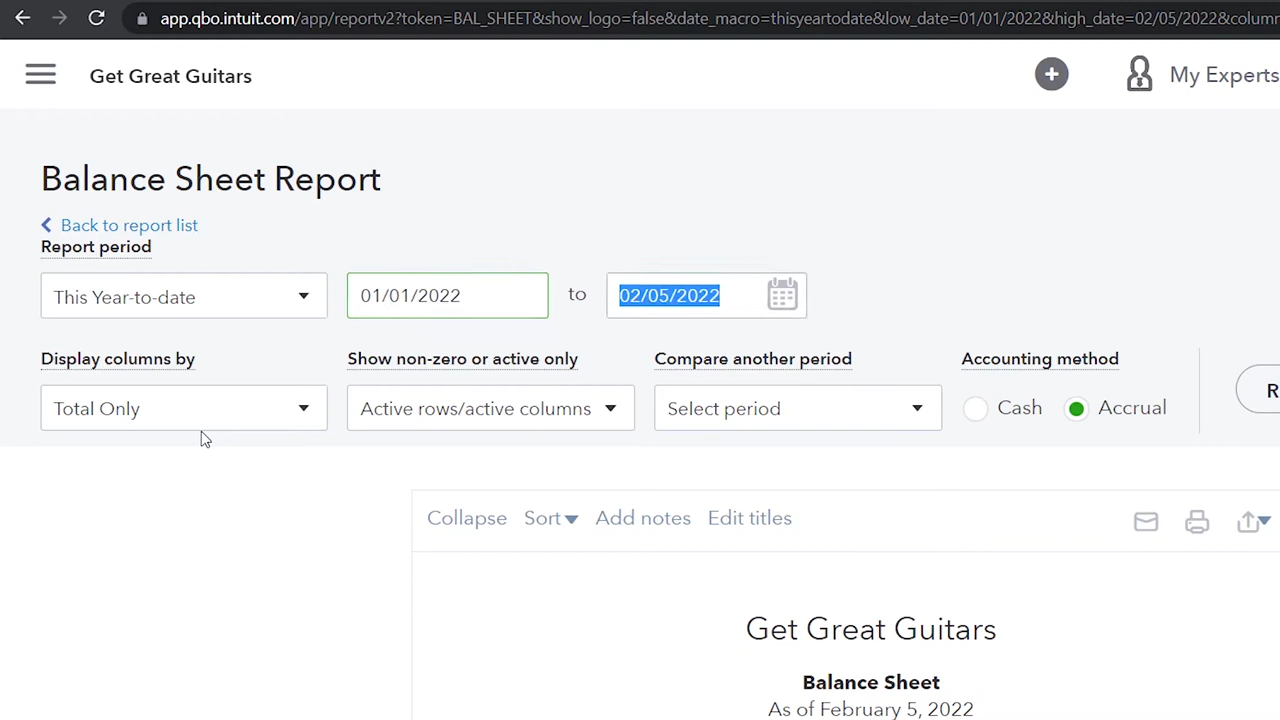 app.qbo.intuit.com/app/reportv2?token=BAL_SHEET&show_logo=false&date_macro=thisyeartodate&low_date=01/01/2022&high_date=02/05/2022&column
Get Great Guitars
My Experts
Balance Sheet Report
Back to report list
Report period
This Year-to-date 01/01/2022 to 02/05/2022
Display columns by Show non-zero or active only Compare another period Accounting method
Total Only Active rows/active columns Select period Cash Accrual R
Collapse Sort Add notes Edit titles
Get Great Guitars
Balance Sheet
As of February 5, 2022